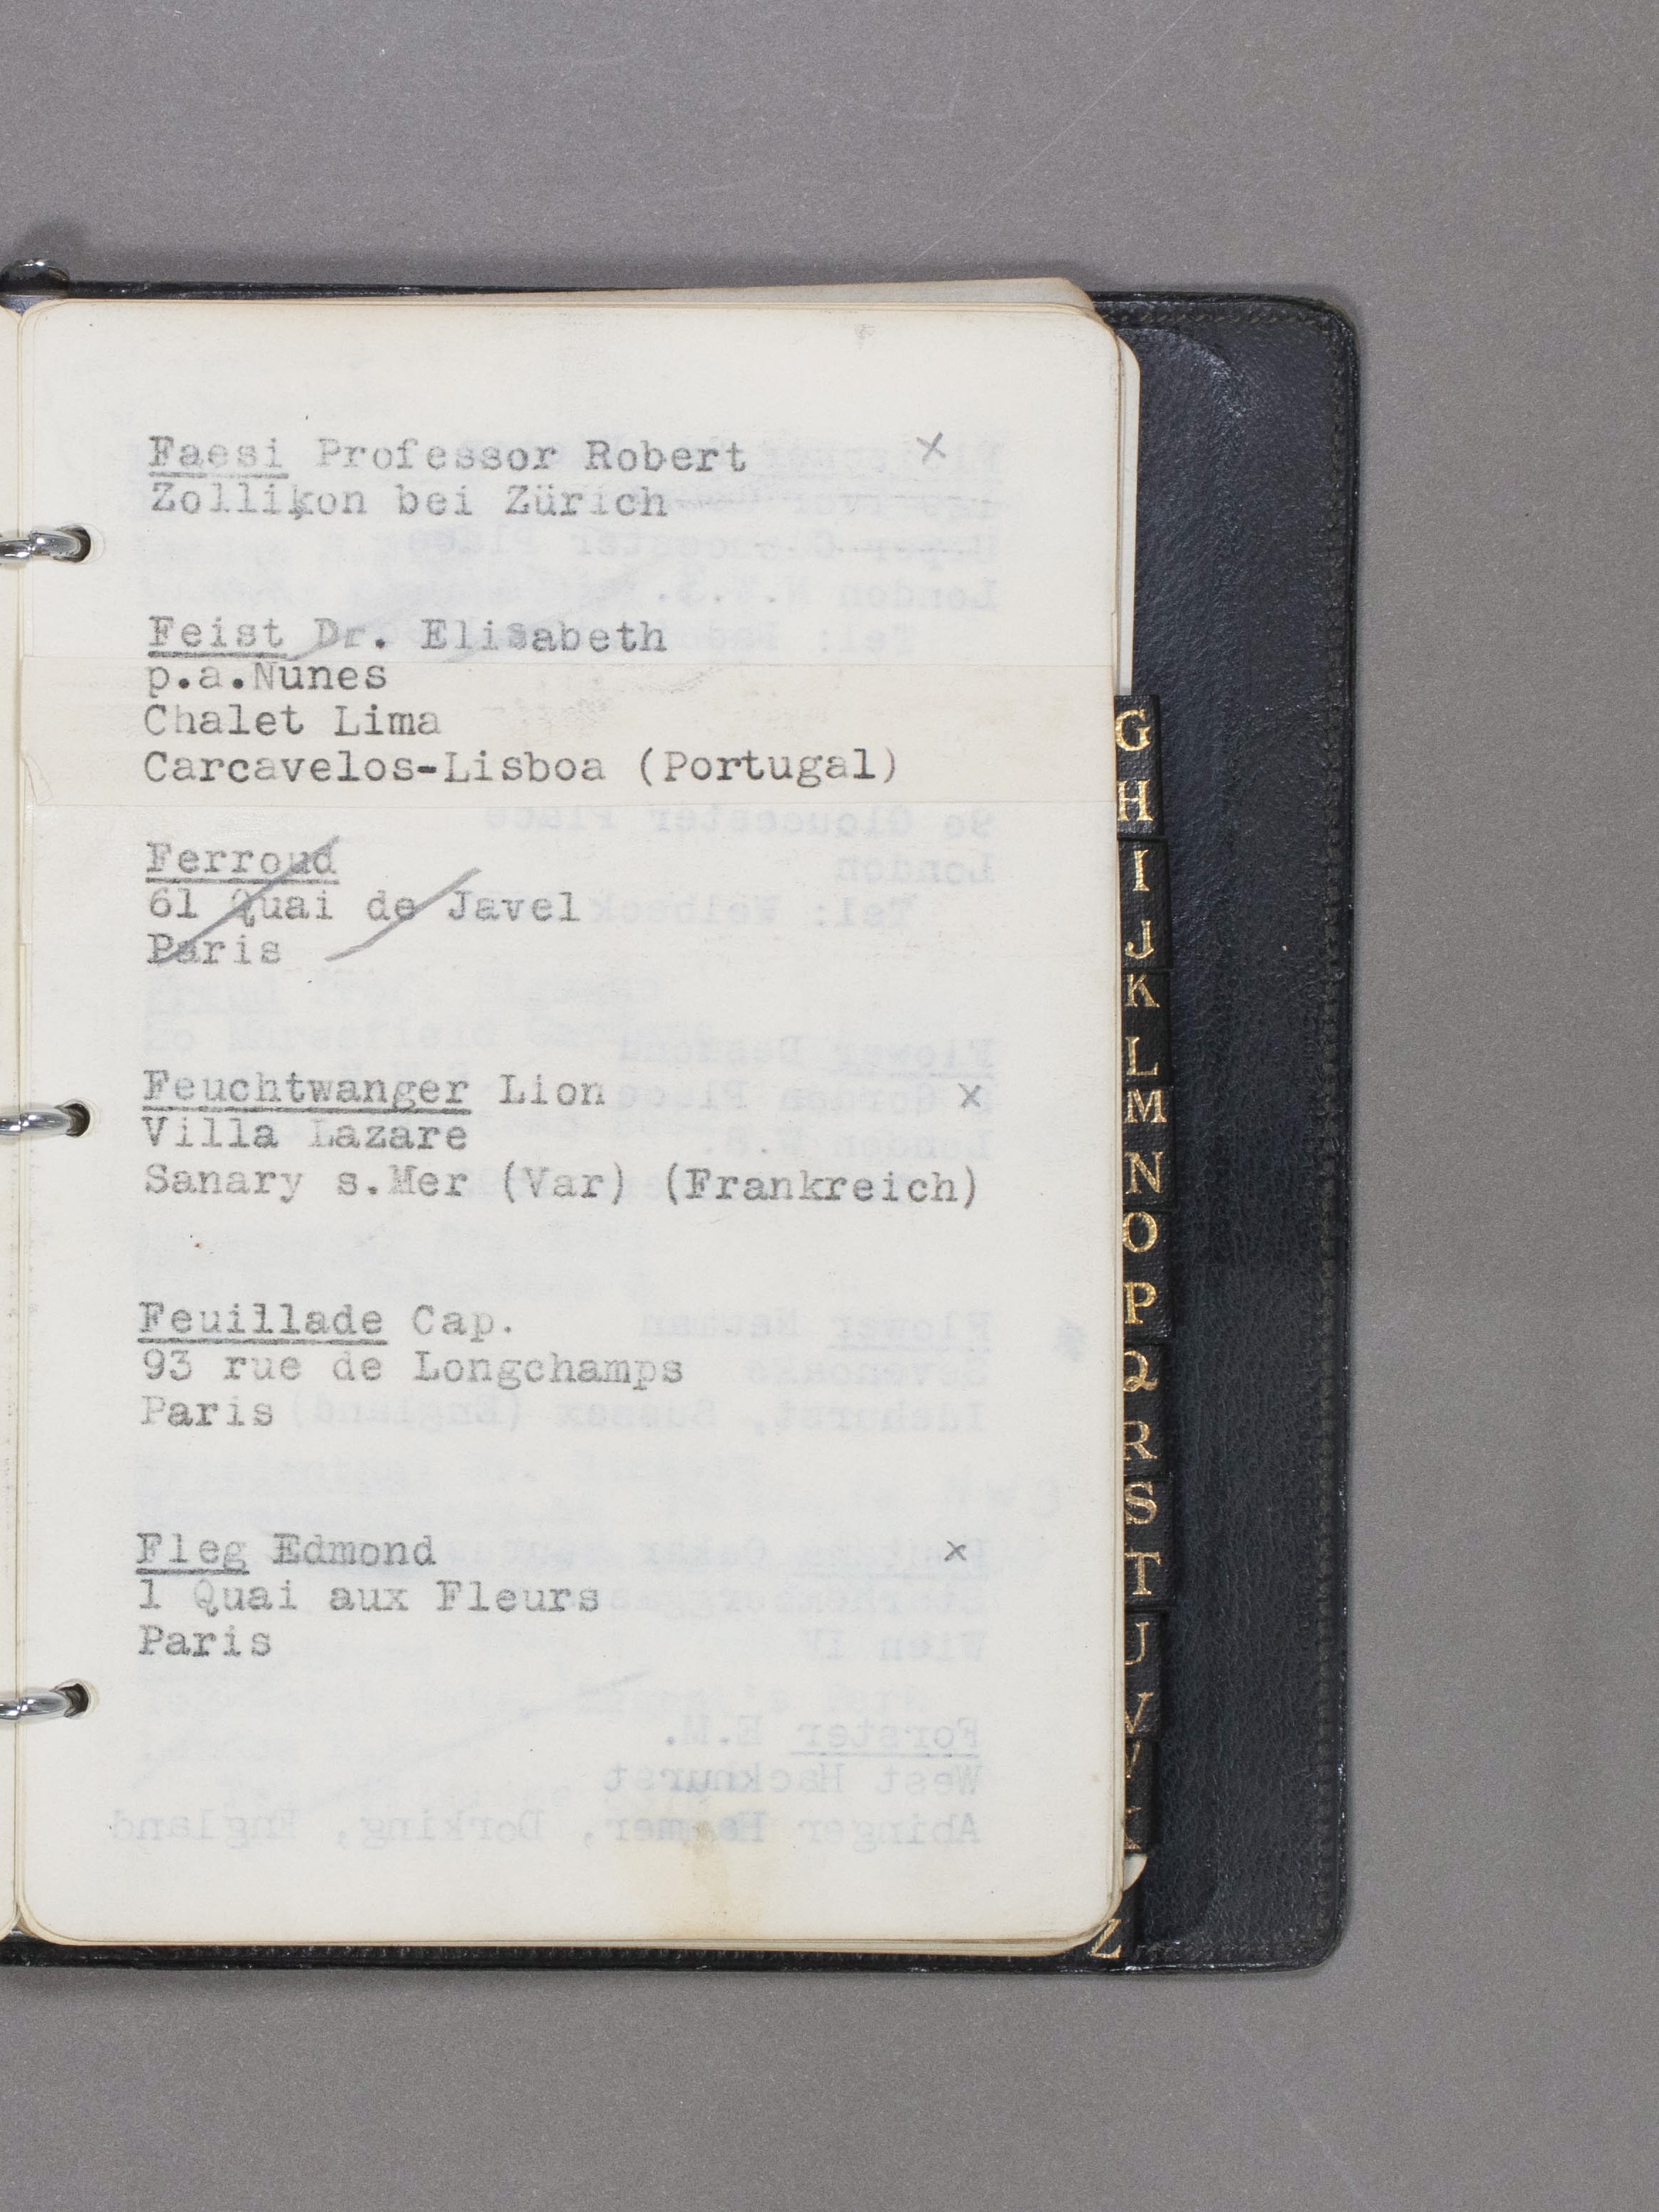 Faesi Professor Robert x
Zollikon bei Zürich
Feist Dr. Elisabeth
p.a.Nunes
Chalet Lima
Carcavelos-Lisboa (Portugal)
Ferroud
61 Quai de Javel
Paris
Feuchtwanger Lion x
Villa Lazare
Sanary s.Mer (Var) (Frankreich)
Feuillade Cap.
93 rue de Longchamps
Paris
Fleg Edmond x
1 Quai aux Fleurs
Paris
G
H
I
J
K
L
M
N
O
P
Q
R
S
T
U
V
Z